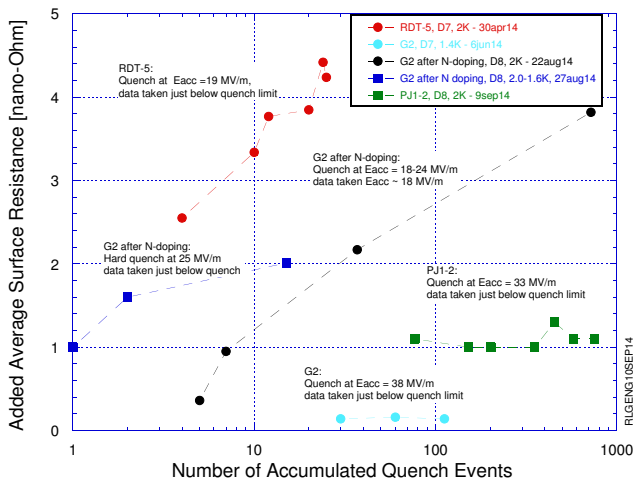 RDT-5, D7, 2K - 30apr14
G2, D7, 1.4K - 6jun14
G2 after N-doping, D8, 2K - 22aug14
G2 after N doping, D8, 2.0-1.6K, 27aug14
PJ1-2, D8, 2K - 9sep14
RDT-5:
Quench at Eacc =19 MV/m,
data taken just below quench limit
G2 after N-doping:
Quench at Eacc = 18-24 MV/m
data taken Eacc ~ 18 MV/m
G2 after N-doping:
Hard quench at 25 MV/m
data taken just below quench
PJ1-2:
Quench at Eacc = 33 MV/m
data taken just below quench limit
G2:
Quench at Eacc = 38 MV/m
data taken just below quench limit
Added Average Surface Resistance [nano-Ohm]
5
4
3
2
1
0
1
10
100
1000
Number of Accumulated Quench Events
RLGENG10SEP14